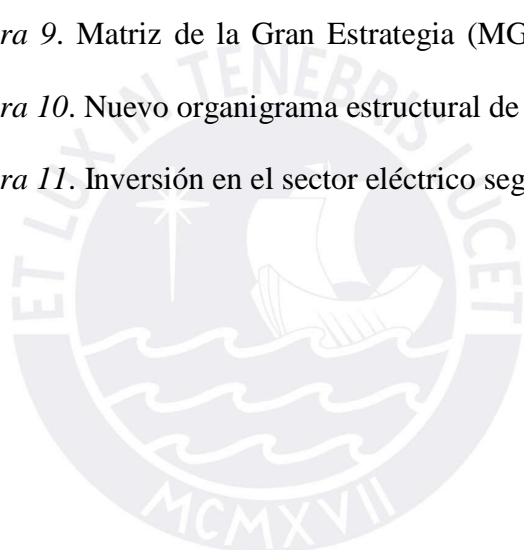 ra 9. Matriz de la Gran Estrategia (MG
ra 10. Nuevo organigrama estructural de
ra 11. Inversión en el sector eléctrico seg
ET LUX IN TENEBRIS LUCET
MCMXVII